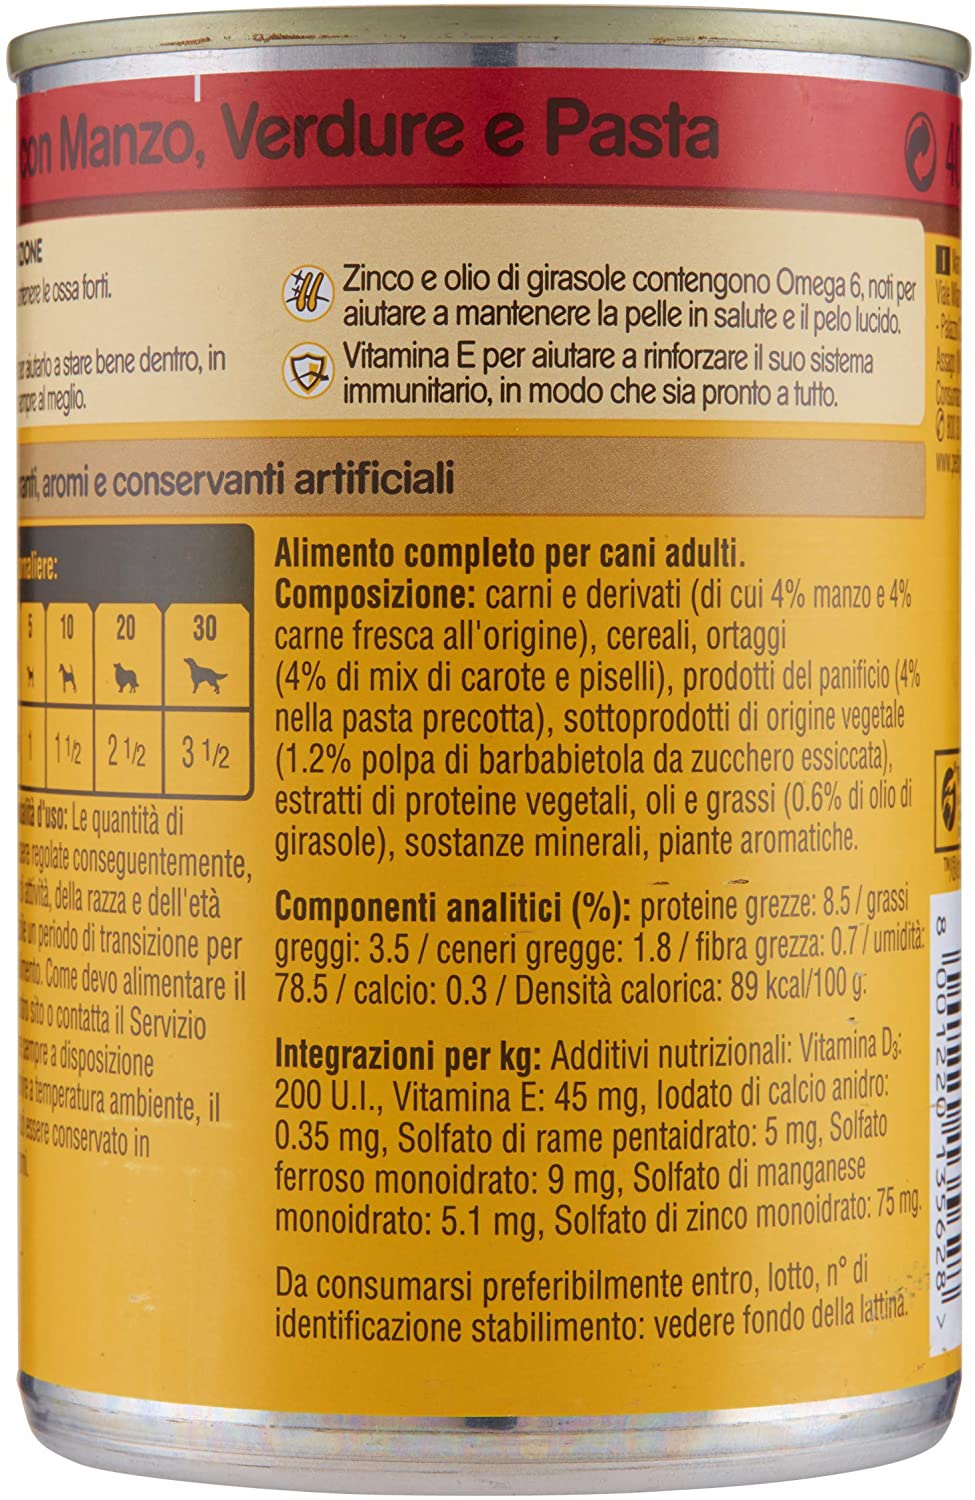 con Manzo, Verdure e Pasta
ossa forti.
Zinco e olio di girasole contengono Omega 6, noti per
aiutare a mantenere la pelle in salute e il pelo lucido.
a stare bene dentro, in
al meglio.
Vitamina E per aiutare a rinforzare il suo sistema
immunitario, in modo che sia pronto a tutto.
aromi e conservanti artificiali
5 10 20 30
1 1 1/2 2 1/2 3 1/2
d'uso: Le quantità di
regolate conseguentemente,
attività, della razza e dell'età
un periodo di transizione per
Come devo alimentare il
sito o contatta il Servizio
sempre a disposizione
a temperatura ambiente, il
essere conservato in
Alimento completo per cani adulti.
Composizione: carni e derivati (di cui 4% manzo e 4%
carne fresca all'origine), cereali, ortaggi
(4% di mix di carote e piselli), prodotti del panificio (4%
nella pasta precotta), sottoprodotti di origine vegetale
(1.2% polpa di barbabietola da zucchero essiccata),
estratti di proteine vegetali, oli e grassi (0.6% di olio di
girasole), sostanze minerali, piante aromatiche.
Componenti analitici (%): proteine grezze: 8.5 / grassi
greggi: 3.5 / ceneri gregge: 1.8 / fibra grezza: 0.7 / umidità:
78.5 / calcio: 0.3 / Densità calorica: 89 kcal/100 g.
Integrazioni per kg: Additivi nutrizionali: Vitamina D3:
200 U.I., Vitamina E: 45 mg, Iodato di calcio anidro:
0.35 mg, Solfato di rame pentaidrato: 5 mg, Solfato
ferroso monoidrato: 9 mg, Solfato di manganese
monoidrato: 5.1 mg, Solfato di zinco monoidrato: 75 mg.
Da consumarsi preferibilmente entro, lotto, n° di
identificazione stabilimento: vedere fondo della lattina.
I
Viale
Assago
8 001220 135628 >